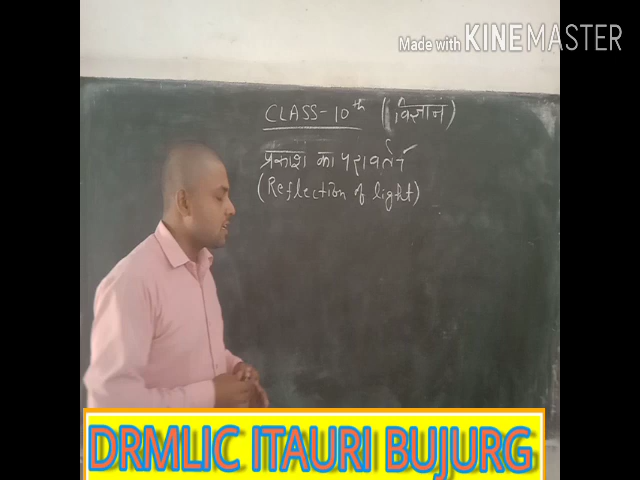 Made with KINEMASTER
CLASS-10th (विज्ञान)
प्रकाश का परावर्तन
(Reflection of light)
DRMLIC ITAURI BUJURG